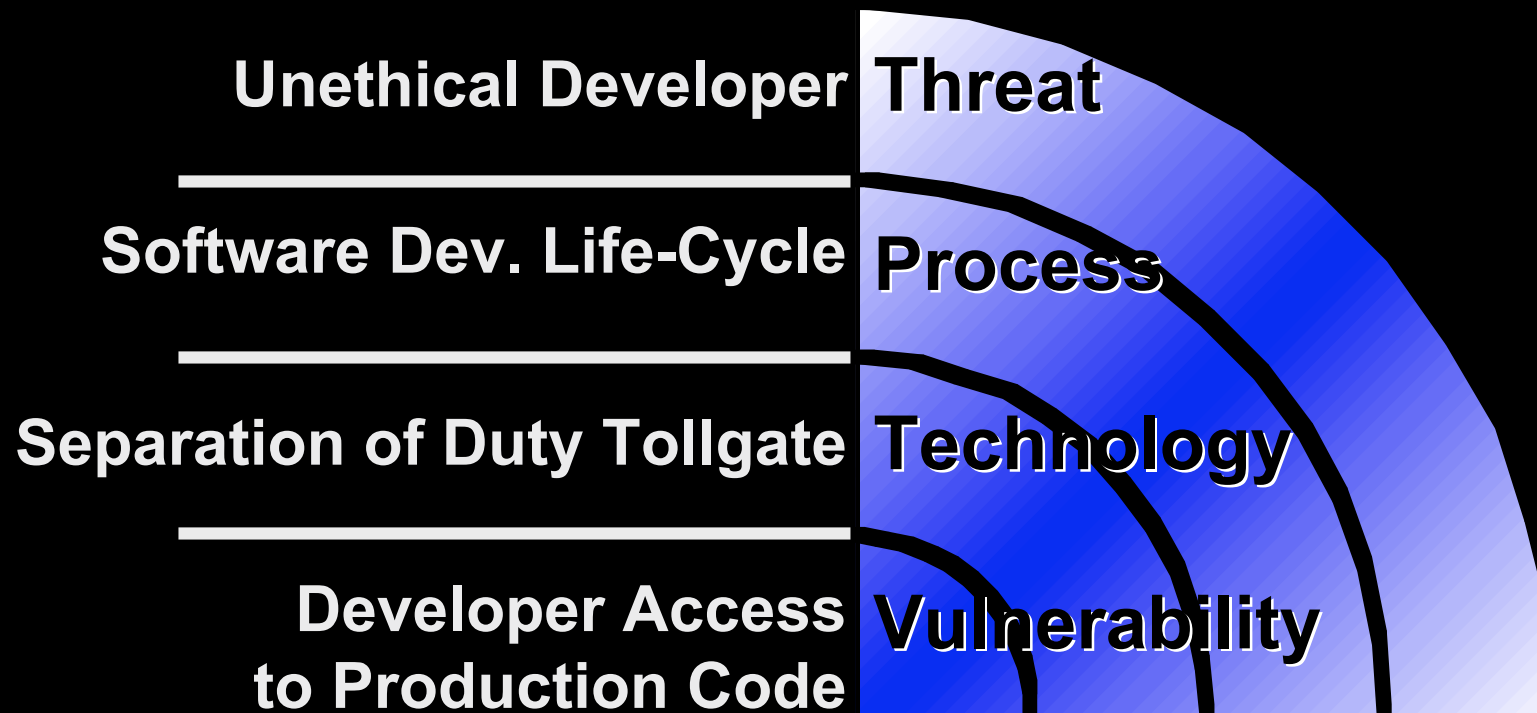 Unethical Developer Threat
Software Dev. Life-Cycle Process
Separation of Duty Tollgate Technology
Developer Access
to Production Code
Vulnerability